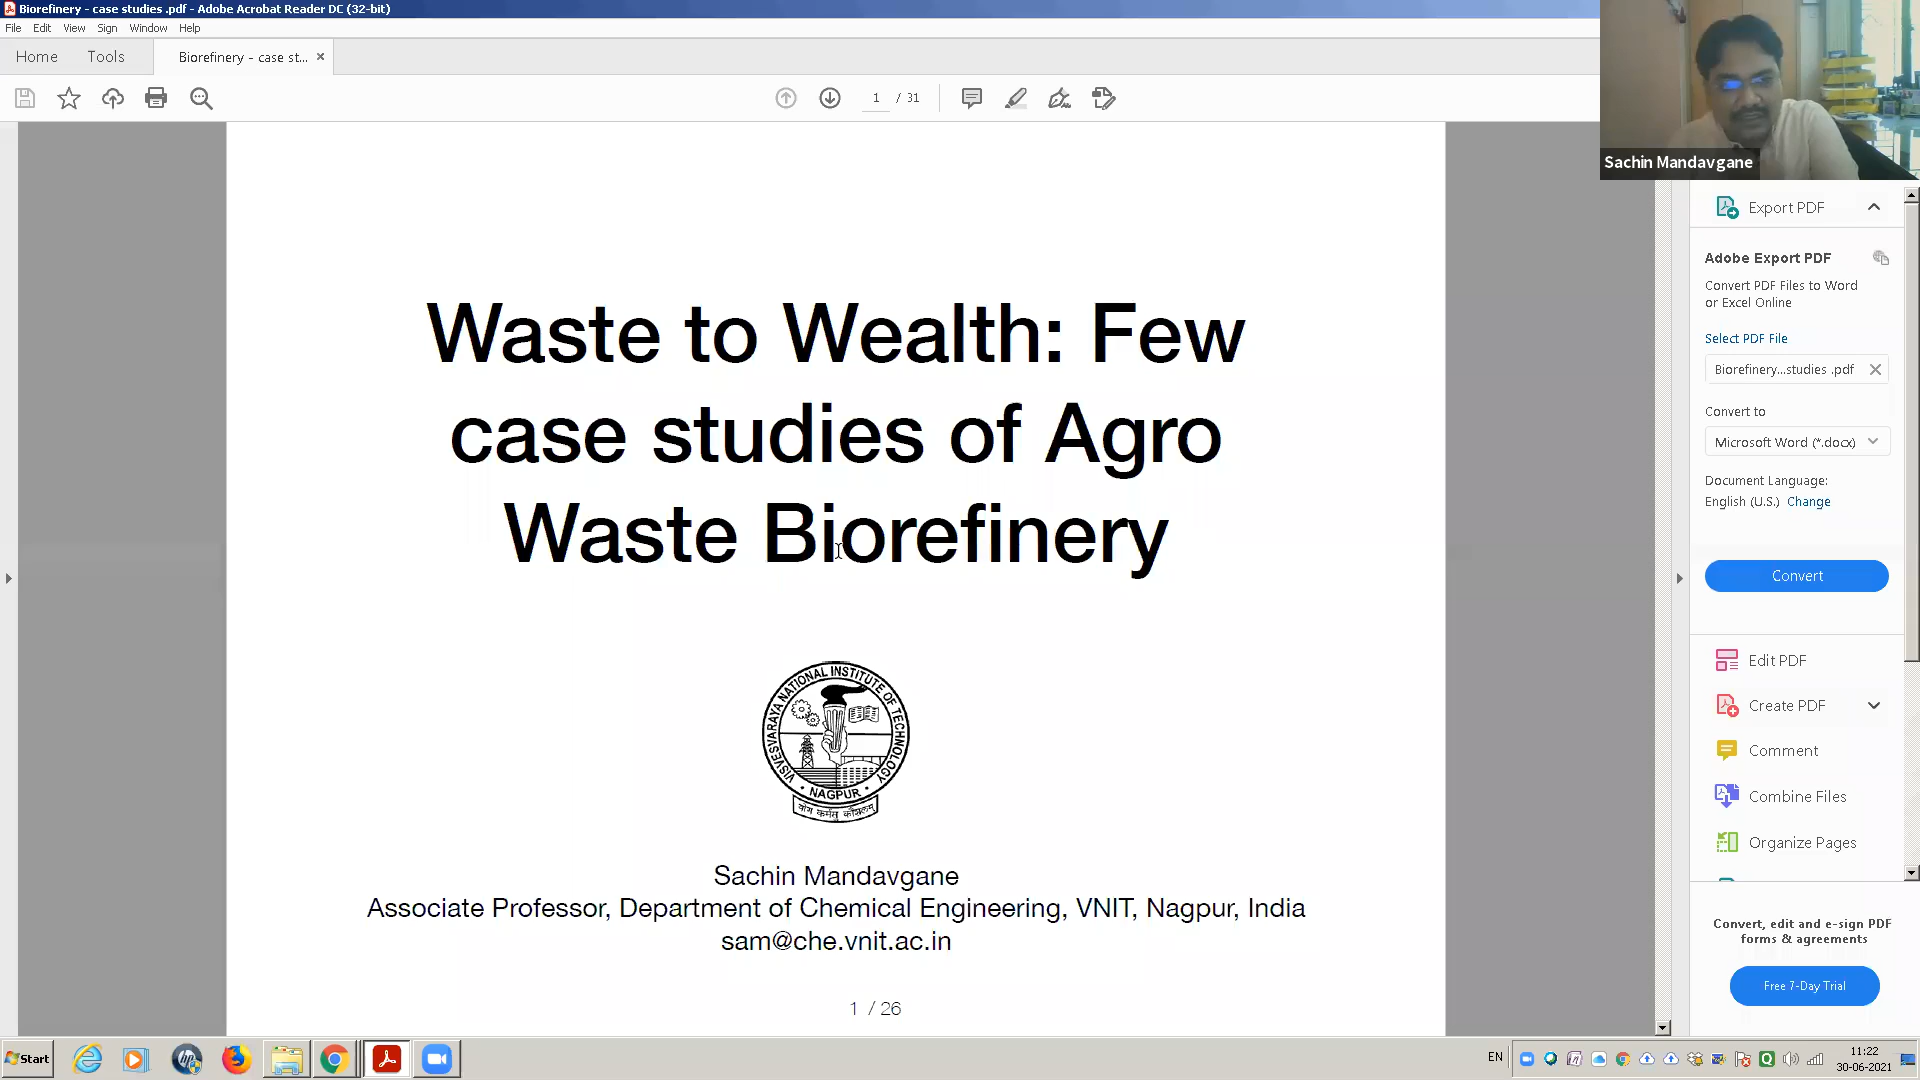 Biorefinery - case studies .pdf - Adobe Acrobat Reader DC (32-bit)
File Edit View Sign Window Help
Home Tools Biorefinery - case st...
1 / 31
Sachin Mandavgane
Waste to Wealth: Few
case studies of Agro
Waste Biorefinery
VISVESVARAYA NATIONAL INSTITUTE OF TECHNOLOGY
NAGPUR
Sachin Mandavgane
Associate Professor, Department of Chemical Engineering, VNIT, Nagpur, India
sam@che.vnit.ac.in
1 / 26
Export PDF
Adobe Export PDF
Convert PDF Files to Word
or Excel Online
Select PDF File
Biorefinery...studies .pdf
Convert to
Microsoft Word (*.docx)
Document Language:
English (U.S.) Change
Convert
Edit PDF
Create PDF
Comment
Combine Files
Organize Pages
Convert, edit and e-sign PDF
forms & agreements
Free 7-Day Trial
Start
EN
11:22
30-06-2021